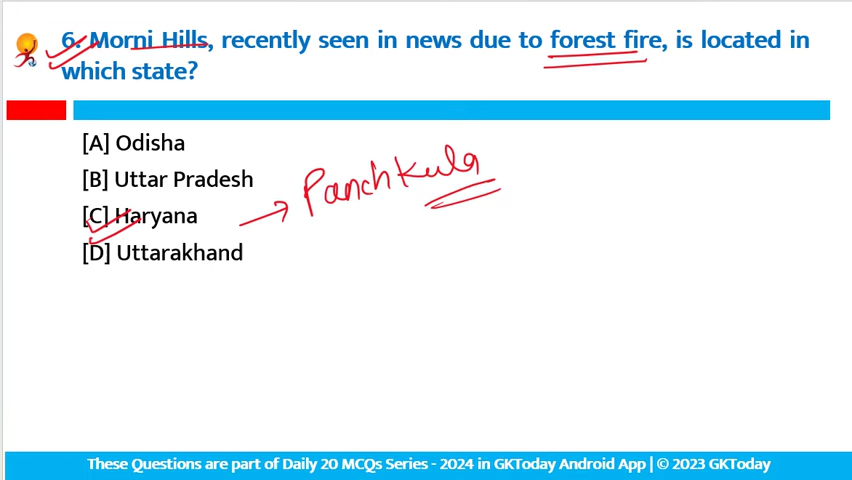 6. Morni Hills, recently seen in news due to forest fire, is located in
which state?
[A] Odisha
[B] Uttar Pradesh
[C] Haryana
Panchkula
[D] Uttarakhand
These Questions are part of Daily 20 MCQs Series - 2024 in GKToday Android App | © 2023 GKToday